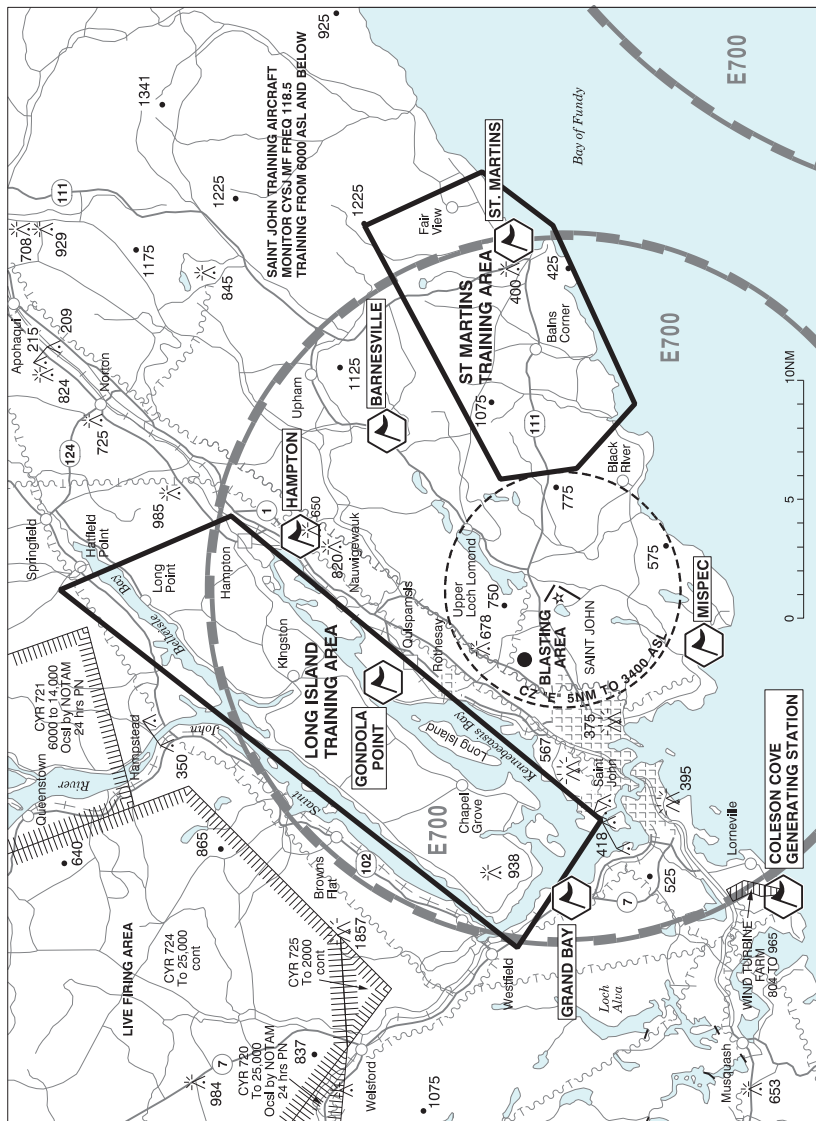 1075
Welsford
CYR 720
To 25,000
Ocsl by NOTAM
24 hrs PN
837
984
7
LIVE FIRING AREA
CYR 724
To 25,000
cont
CYR 725
To 2000
cont
1857
865
640
Queenstown
River
Hampstead
350
CYR 721
6000 to 14,000
Ocsl by NOTAM
24 hrs PN
Springfield
Hatfield
Point
Belleisle
Bay
Long
Point
124
725
Norton
824
215
209
Apohaqui
708
929
111
985
1175
845
1341
925
1225
SAINT JOHN TRAINING AIRCRAFT
MONITOR CYSJ MF FREQ 118.5
TRAINING FROM 6000 ASL AND BELOW
Browns
Flat
102
Saint
John
Westfield
E700
938
Chapel
Grove
LONG ISLAND
TRAINING AREA
Kingston
Hampton
1
HAMPTON
650
820
Nauwigewauk
GONDOLA
POINT
Long Island
Kennebecasis Bay
Quispamsis
Rothesay
Upham
1125
BARNESVILLE
1225
Fair
View
GRAND BAY
Loch
Alva
7
525
418
567
375
Saint
John
395
678
750
Upper
Loch Lomond
BLASTING
AREA
SAINT JOHN
CZ "E" 5NM TO 3400 ASL
775
575
Black
River
1075
ST MARTINS
TRAINING AREA
111
Bains
Corner
400
425
ST. MARTINS
Bay of Fundy
E700
E700
MISPEC
Lorneville
COLESON COVE
GENERATING STATION
WIND TURBINE
FARM
804 TO 965
Musquash
653
0
5
10NM